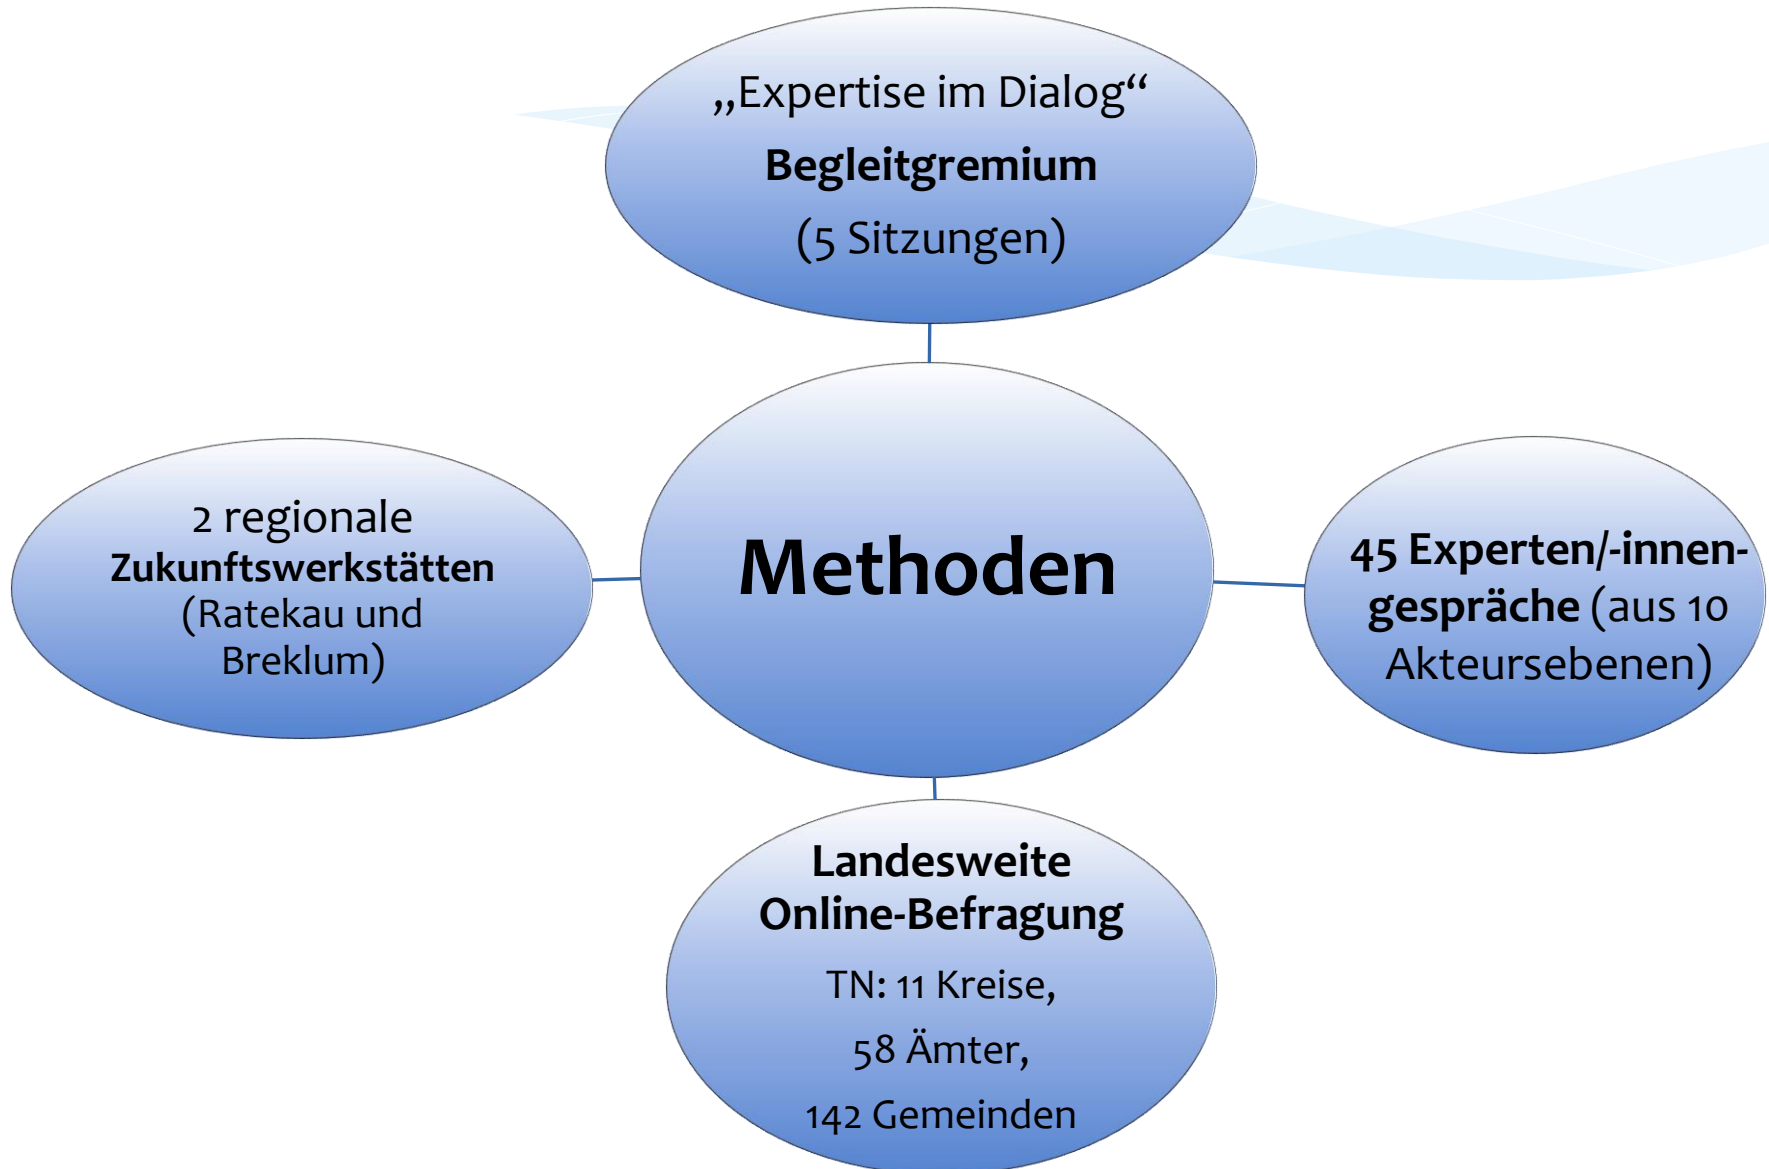 „Expertise im Dialog“
Begleitgremium
(5 Sitzungen)
2 regionale
Zukunftswerkstätten
(Ratekau und
Breklum)
Methoden
45 Experten/-innen-
gespräche (aus 10
Akteursebenen)
Landesweite
Online-Befragung
TN: 11 Kreise,
58 Ämter,
142 Gemeinden